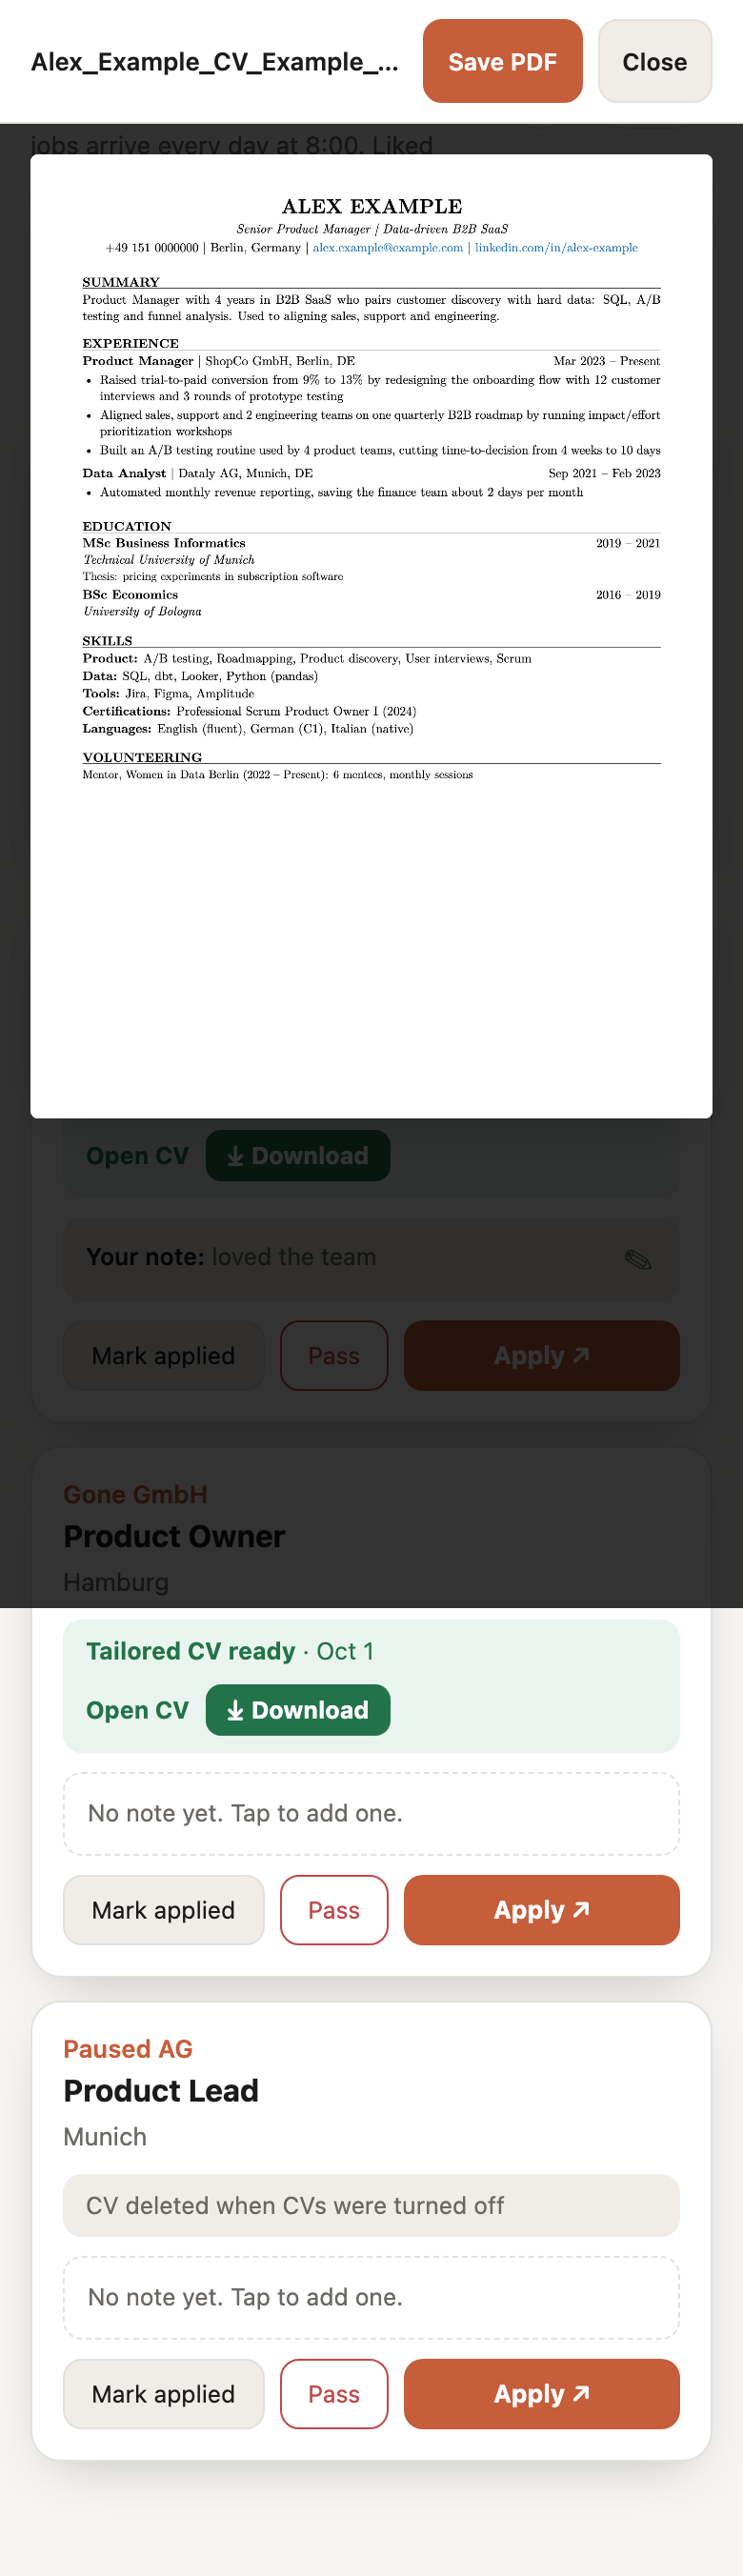 Alex_Example_CV_Example_...
Save PDF
Close
jobs arrive every day at 8:00. Liked
ALEX EXAMPLE
Senior Product Manager | Data-driven B2B SaaS
+49 151 0000000 | Berlin, Germany | alex.example@example.com | linkedin.com/in/alex-example
SUMMARY
Product Manager with 4 years in B2B SaaS who pairs customer discovery with hard data: SQL, A/B
testing and funnel analysis. Used to aligning sales, support and engineering.
EXPERIENCE
Product Manager | ShopCo GmbH, Berlin, DE Mar 2023 – Present
• Raised trial-to-paid conversion from 9% to 13% by redesigning the onboarding flow with 12 customer
interviews and 3 rounds of prototype testing
• Aligned sales, support and 2 engineering teams on one quarterly B2B roadmap by running impact/effort
prioritization workshops
• Built an A/B testing routine used by 4 product teams, cutting time-to-decision from 4 weeks to 10 days
Data Analyst | Dataly AG, Munich, DE Sep 2021 – Feb 2023
• Automated monthly revenue reporting, saving the finance team about 2 days per month
EDUCATION
MSc Business Informatics 2019 – 2021
Technical University of Munich
Thesis: pricing experiments in subscription software
BSc Economics 2016 – 2019
University of Bologna
SKILLS
Product: A/B testing, Roadmapping, Product discovery, User interviews, Scrum
Data: SQL, dbt, Looker, Python (pandas)
Tools: Jira, Figma, Amplitude
Certifications: Professional Scrum Product Owner I (2024)
Languages: English (fluent), German (C1), Italian (native)
VOLUNTEERING
Mentor, Women in Data Berlin (2022 – Present): 6 mentees, monthly sessions
Open CV
Download
Your note: loved the team
Mark applied
Pass
Apply ↗
Gone GmbH
Product Owner
Hamburg
Tailored CV ready · Oct 1
Open CV
Download
No note yet. Tap to add one.
Mark applied
Pass
Apply ↗
Paused AG
Product Lead
Munich
CV deleted when CVs were turned off
No note yet. Tap to add one.
Mark applied
Pass
Apply ↗